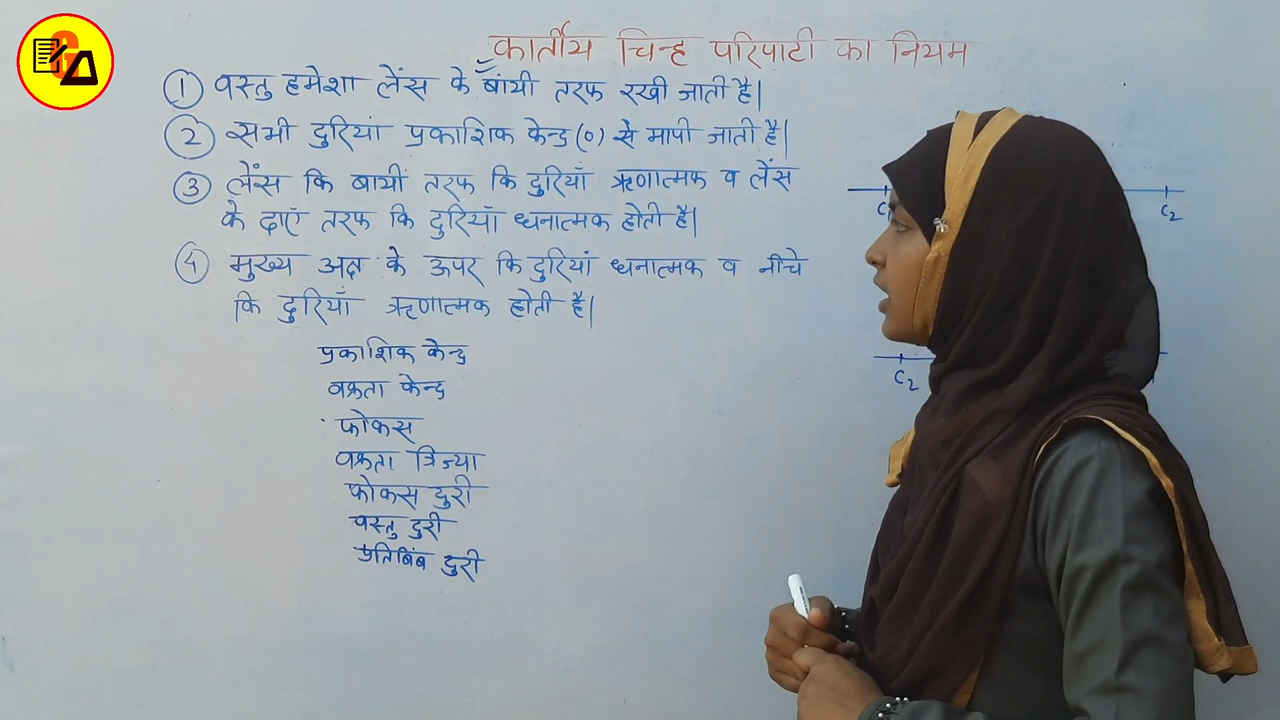 कार्तीय चिन्ह परिपाटी का नियम
① वस्तु हमेशा लेंस के बांयी तरफ रखी जाती है।
② सभी दुरियां प्रकाशिक केन्द्र(०) से मापी जाती है।
③ लेंस कि बायीं तरफ कि दुरियाँ ऋणात्मक व लेंस
के दाएं तरफ कि दुरियाँ धनात्मक होती है।
④ मुख्य अक्ष के ऊपर कि दुरियां धनात्मक व नीचे
कि दुरियाँ ऋणात्मक होती है।
प्रकाशिक केन्द्र
वक्रता केन्द्र
फोकस
वक्रता त्रिज्या
फोकस दुरी
वस्तु दुरी
प्रतिबिंब दुरी
C₂
C₂